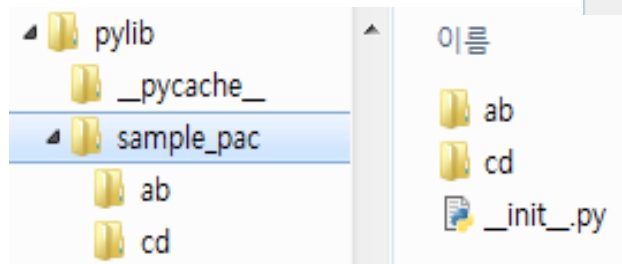 pylib
__pycache__
sample_pac
ab
cd
이름
ab
cd
__init__.py